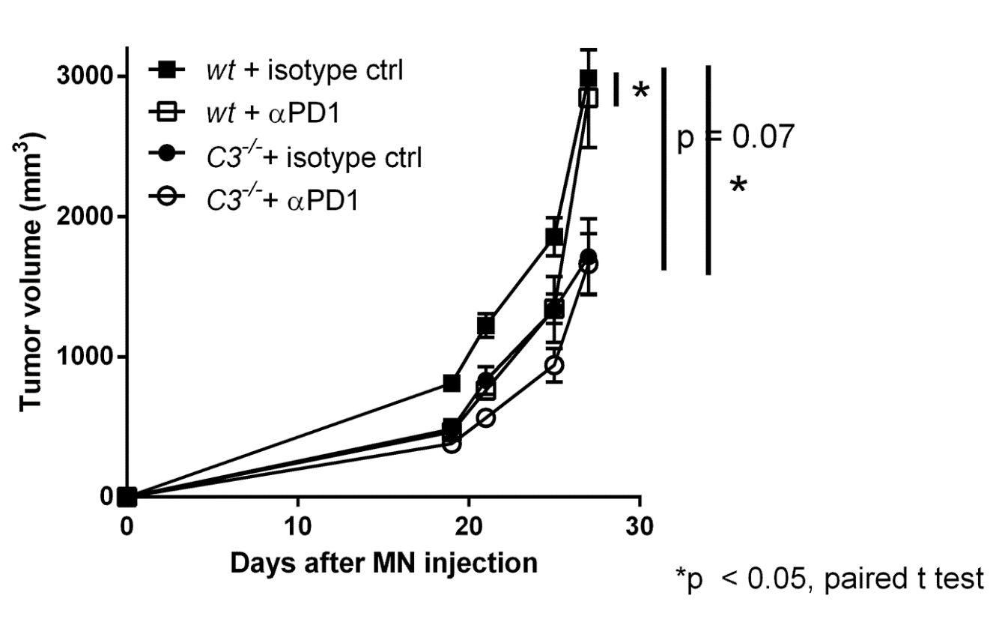 3000
2000
1000
0
Tumor volume (mm³)
wt + isotype ctrl
wt + αPD1
C3-/-+ isotype ctrl
C3-/-+ αPD1
*
p = 0.07
*
0 10 20 30
Days after MN injection
*p < 0.05, paired t test